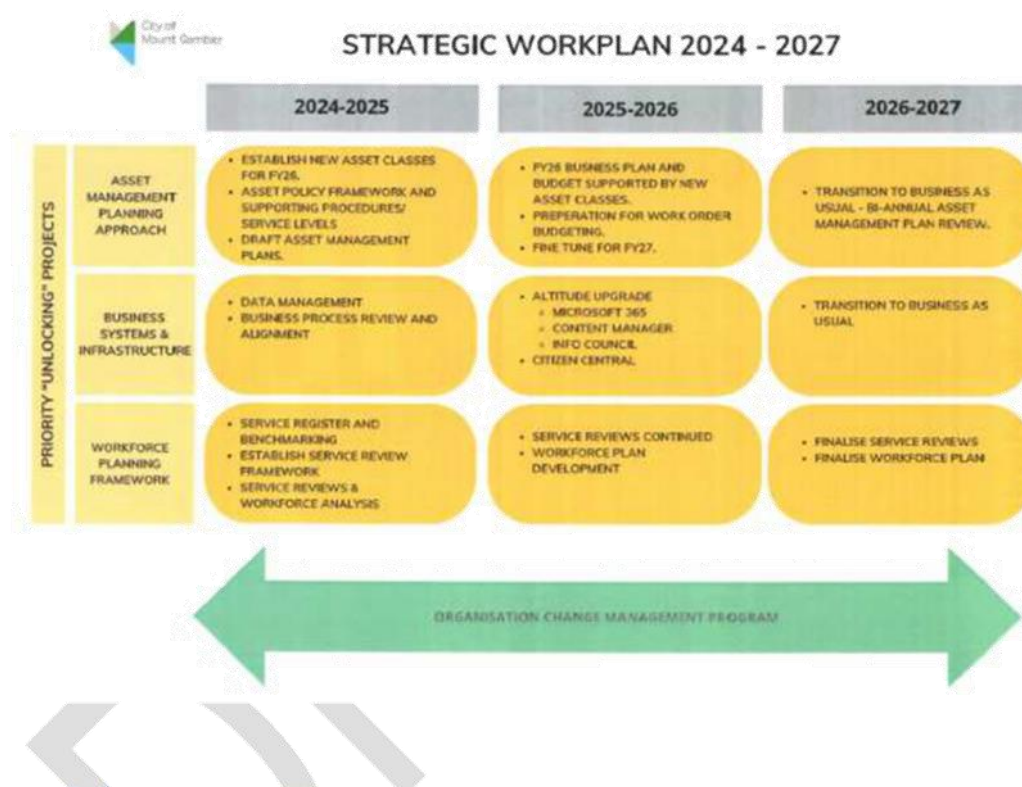 City of
Mount Gambier
STRATEGIC WORKPLAN 2024 - 2027
2024-2025
2025-2026
2026-2027
PRIORITY "UNLOCKING" PROJECTS
ASSET
MANAGEMENT
PLANNING
APPROACH
• ESTABLISH NEW ASSET CLASSES
FOR FY26.
• ASSET POLICY FRAMEWORK AND
SUPPORTING PROCEDURES/
SERVICE LEVELS
• DRAFT ASSET MANAGEMENT
PLANS.
• FY26 BUSINESS PLAN AND
BUDGET SUPPORTED BY NEW
ASSET CLASSES.
• PREPARATION FOR WORK ORDER
BUDGETING.
• FINE TUNE FOR FY27.
• TRANSITION TO BUSINESS AS
USUAL - BI-ANNUAL ASSET
MANAGEMENT PLAN REVIEW.
BUSINESS
SYSTEMS &
INFRASTRUCTURE
• DATA MANAGEMENT
• BUSINESS PROCESS REVIEW AND
ALIGNMENT
• ALTITUDE UPGRADE
○ MICROSOFT 365
○ CONTENT MANAGER
○ INFO COUNCIL
• CITIZEN CENTRAL
• TRANSITION TO BUSINESS AS
USUAL
WORKFORCE
PLANNING
FRAMEWORK
• SERVICE REGISTER AND
BENCHMARKING
• ESTABLISH SERVICE REVIEW
FRAMEWORK
• SERVICE REVIEWS &
WORKFORCE ANALYSIS
• SERVICE REVIEWS CONTINUED
• WORKFORCE PLAN
DEVELOPMENT
• FINALISE SERVICE REVIEWS
• FINALISE WORKFORCE PLAN
ORGANISATION CHANGE MANAGEMENT PROGRAM